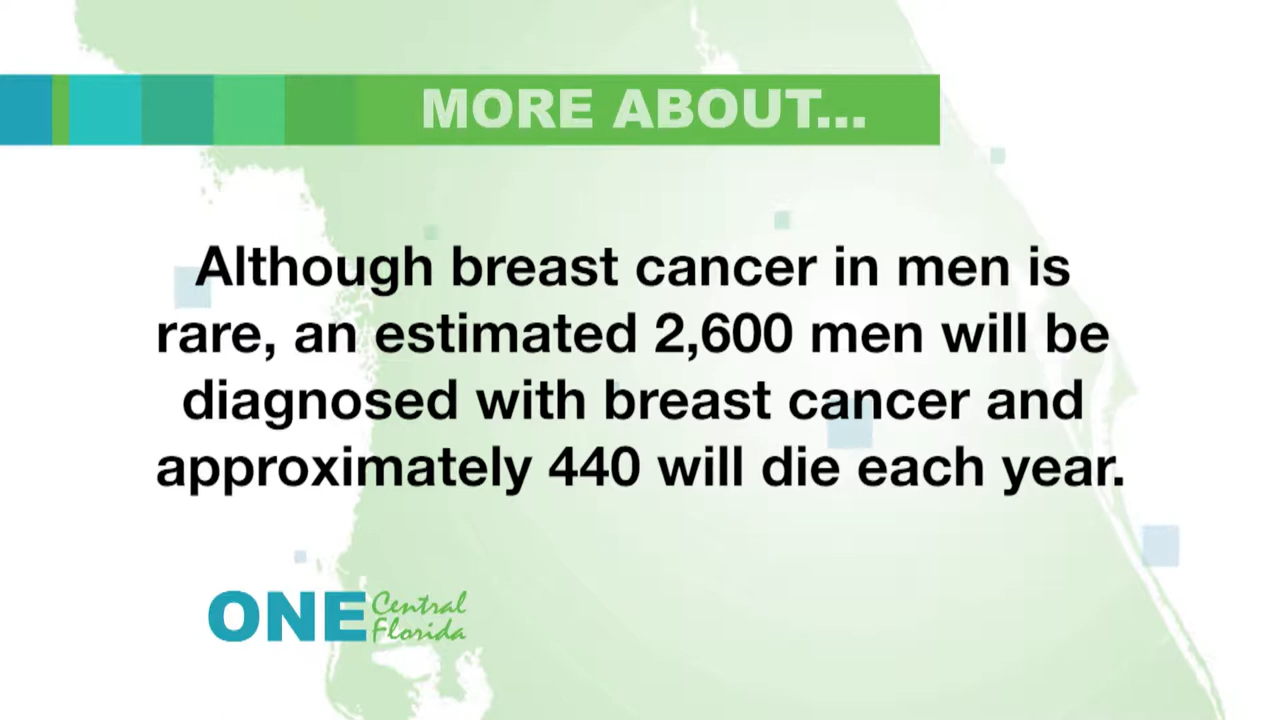 MORE ABOUT...
Although breast cancer in men is
rare, an estimated 2,600 men will be
diagnosed with breast cancer and
approximately 440 will die each year.
ONE Central
Florida